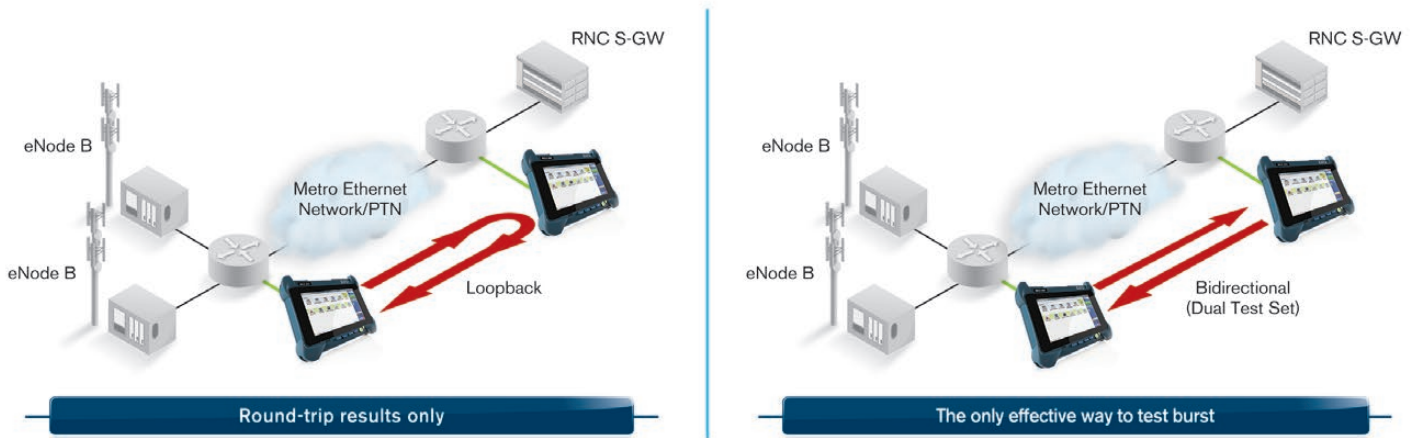 RNC S-GW
eNode B
Metro Ethernet
Network/PTN
eNode B
Loopback
Round-trip results only
RNC S-GW
eNode B
Metro Ethernet
Network/PTN
eNode B
Bidirectional
(Dual Test Set)
The only effective way to test burst